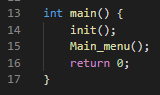 13 int main() {
14     init();
15     Main_menu();
16     return 0;
17 }